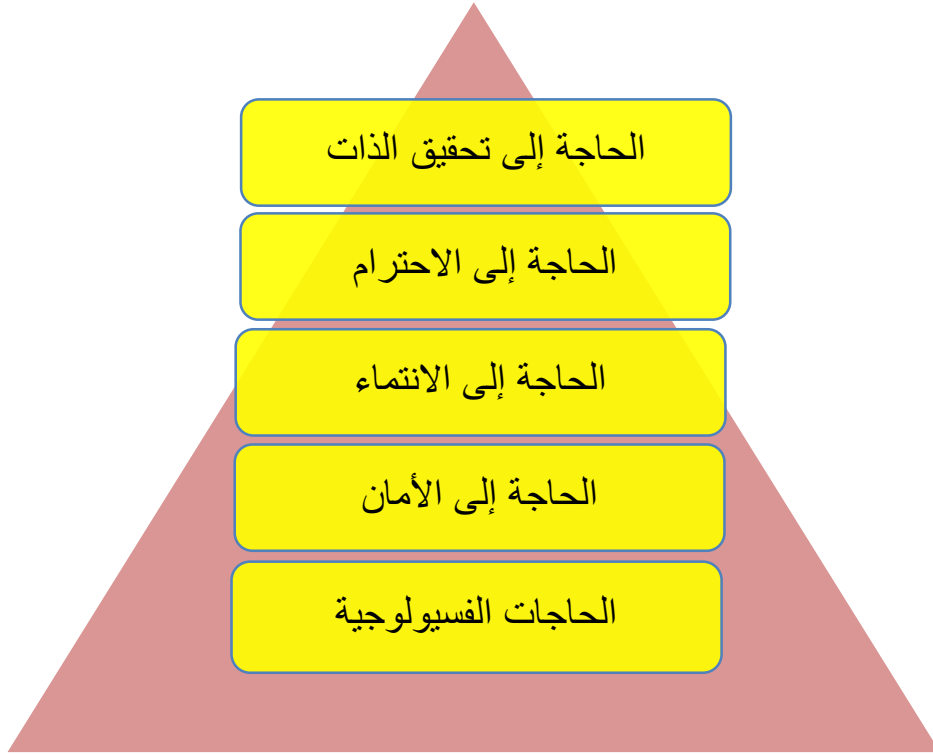 الحاجة إلى تحقيق الذات
الحاجة إلى الاحترام
الحاجة إلى الانتماء
الحاجة إلى الأمان
الحاجات الفسيولوجية